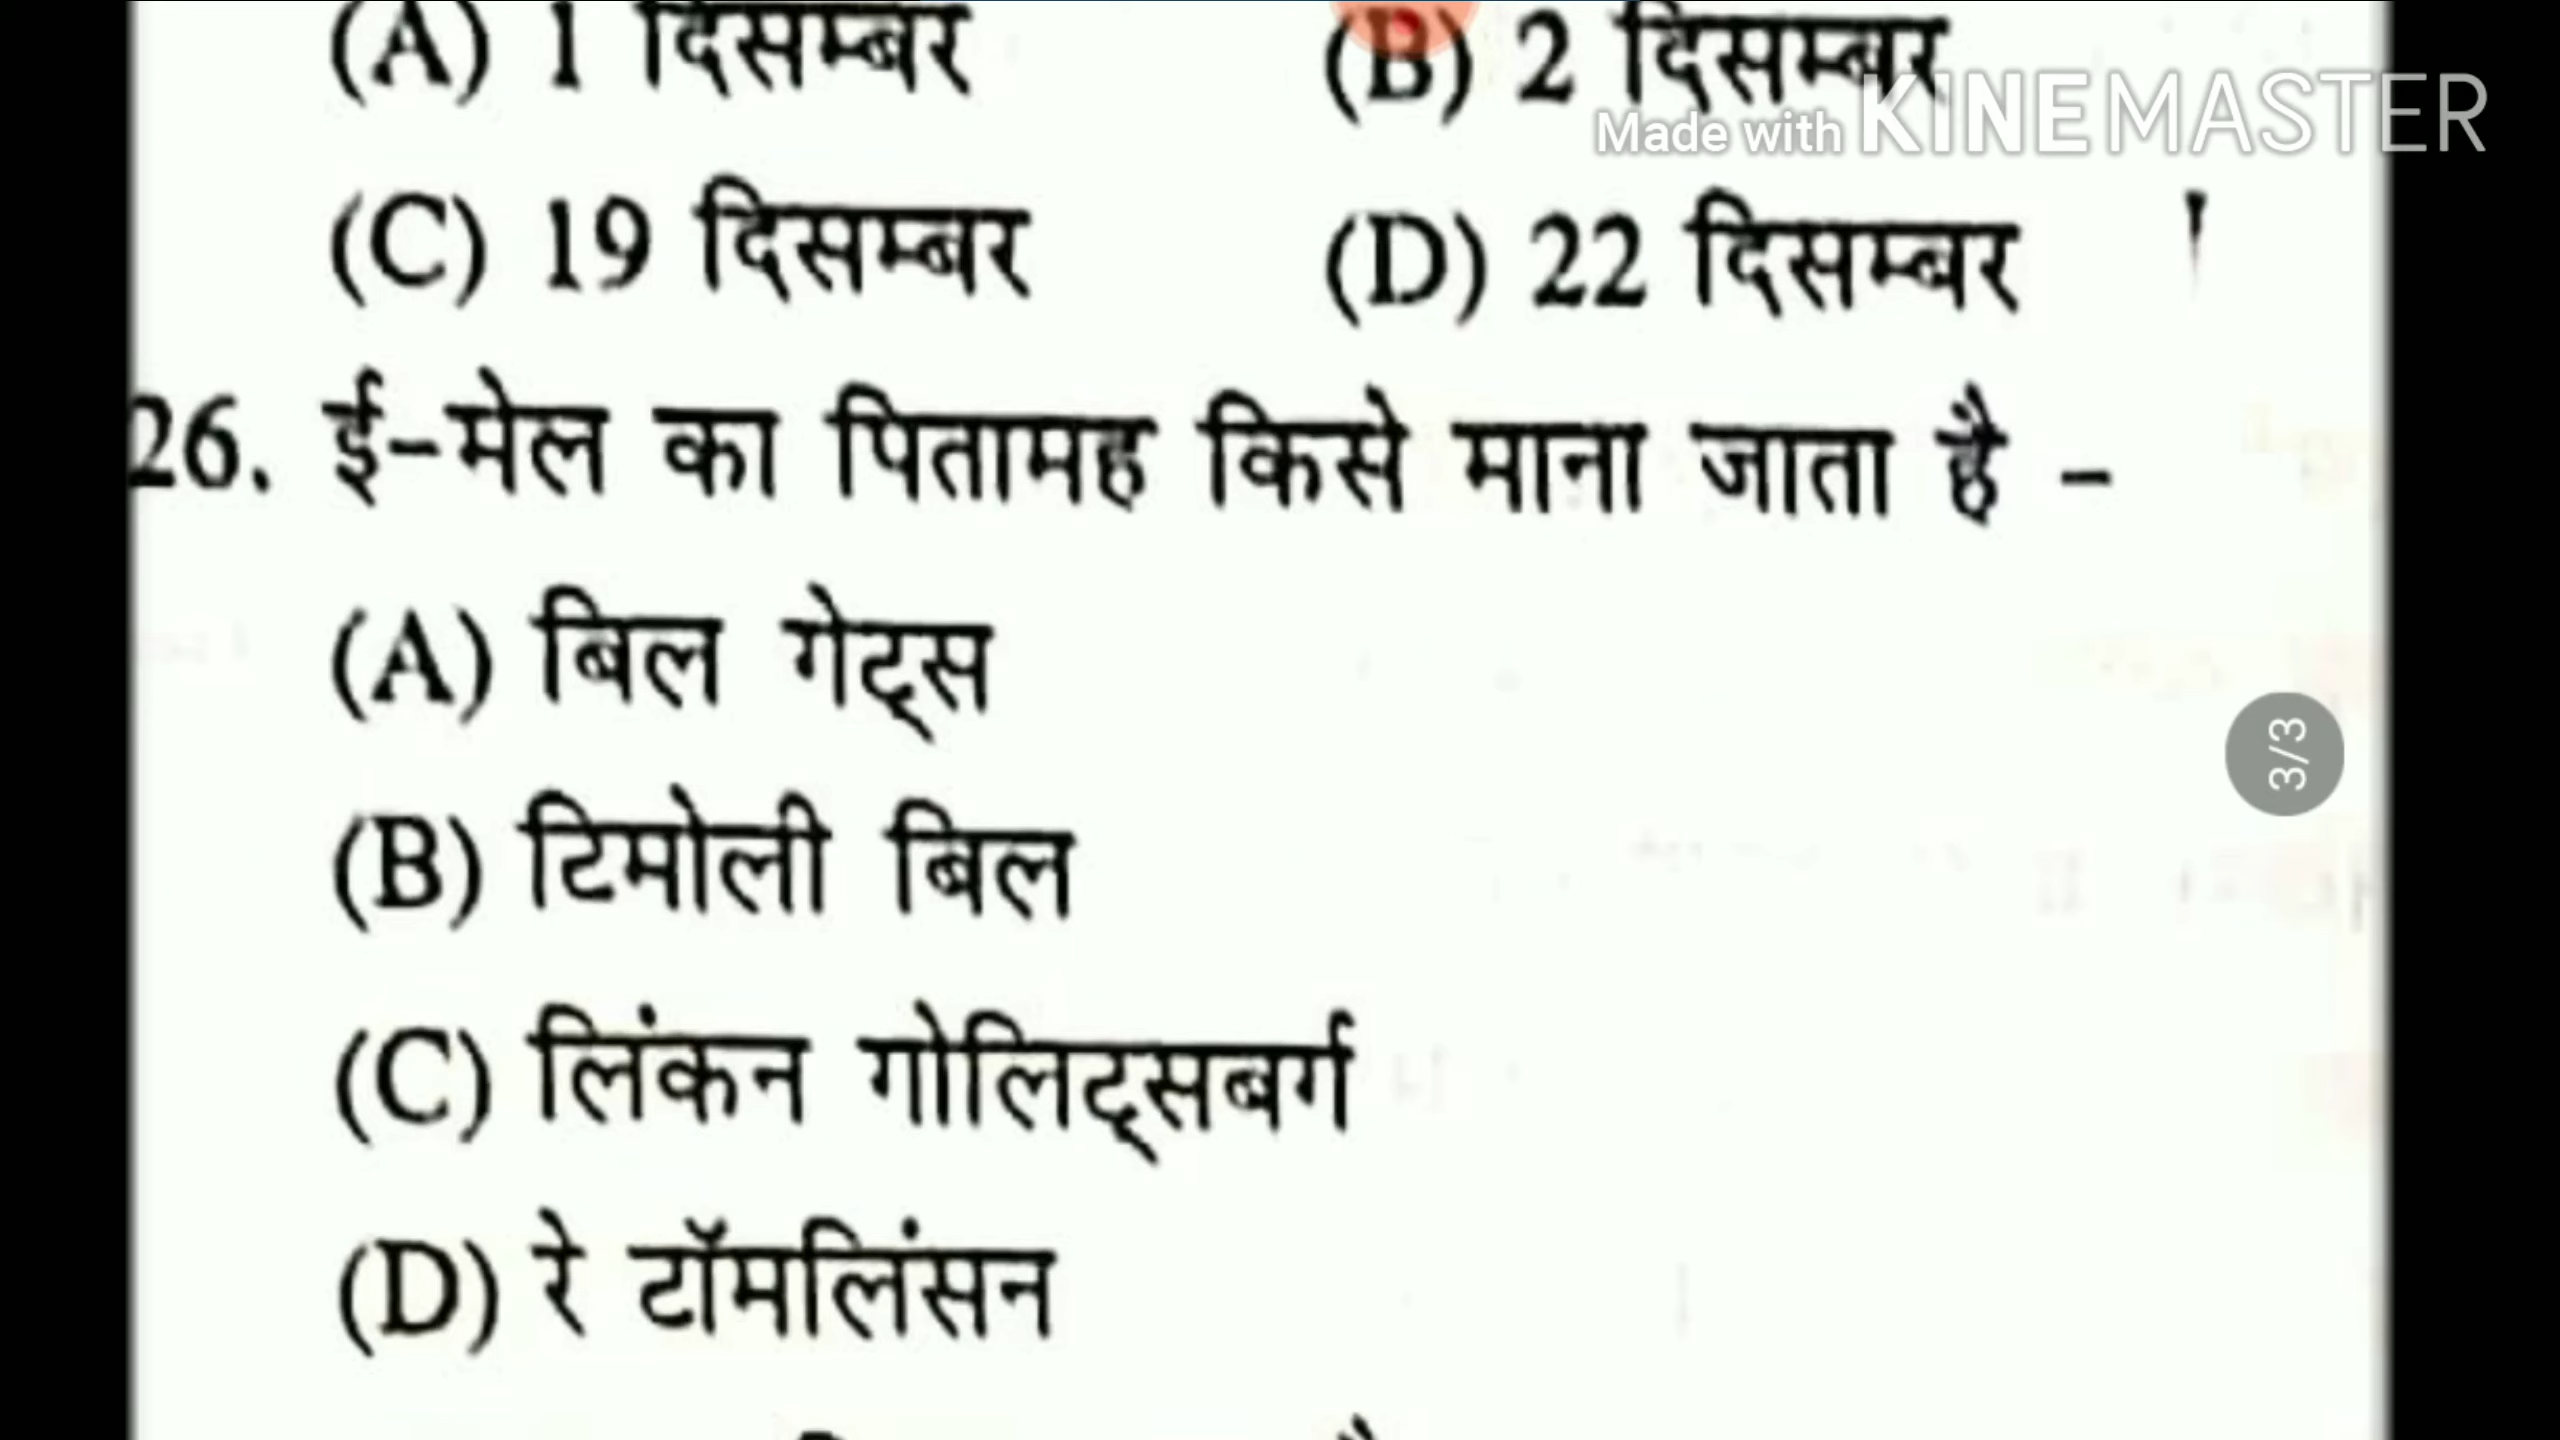 (A) 1 दिसम्बर (B) 2 दिसम्बर
Made with KINEMASTER
(C) 19 दिसम्बर (D) 22 दिसम्बर
26. ई-मेल का पितामह किसे माना जाता है -
(A) बिल गेट्स
3/3
(B) टिमोली बिल
(C) लिंकन गोलिट्सबर्ग
(D) रे टॉमलिंसन